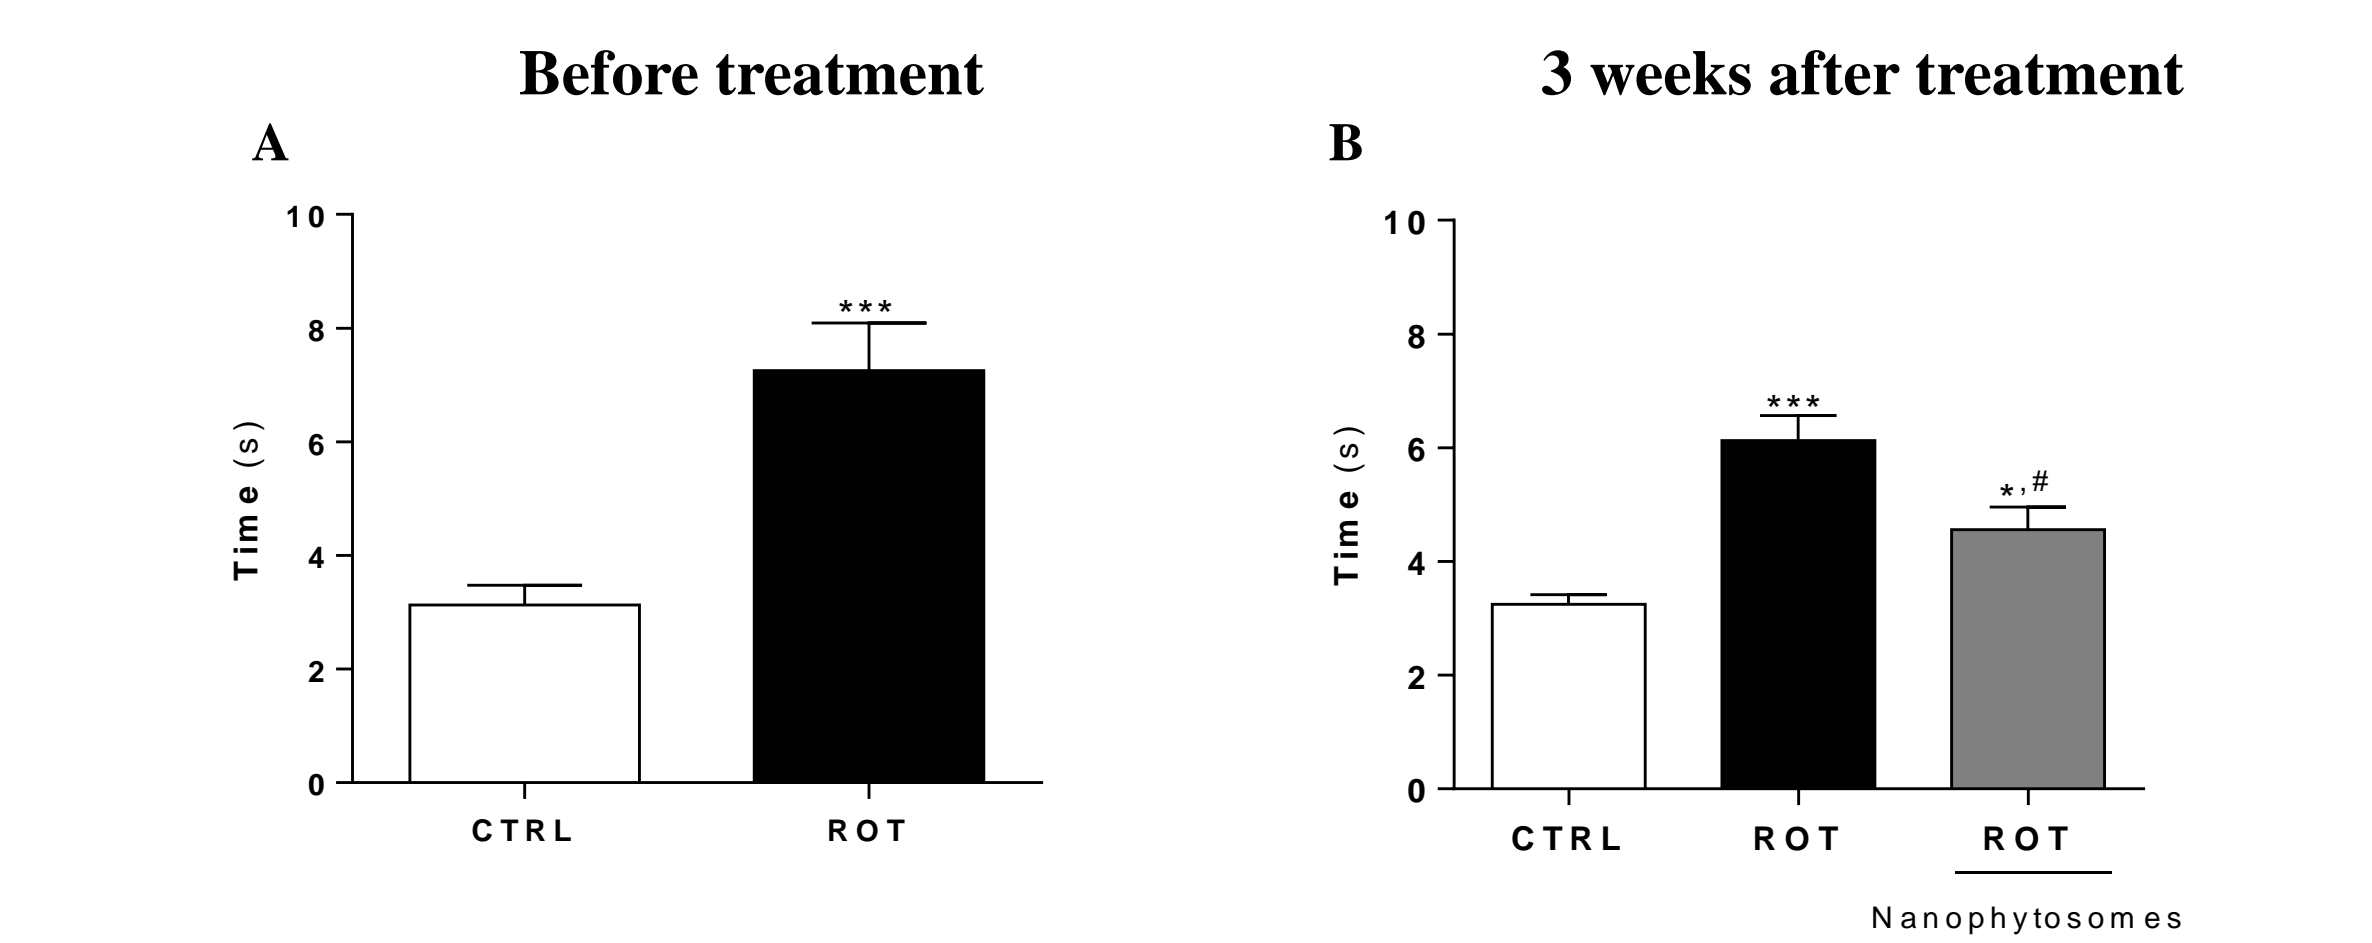 Before treatment
A
10
8
6
4
2
0
Time (s)
***
CTRL
ROT
3 weeks after treatment
B
10
8
6
4
2
0
Time (s)
***
*,#
CTRL
ROT
ROT
Nanophytosomes